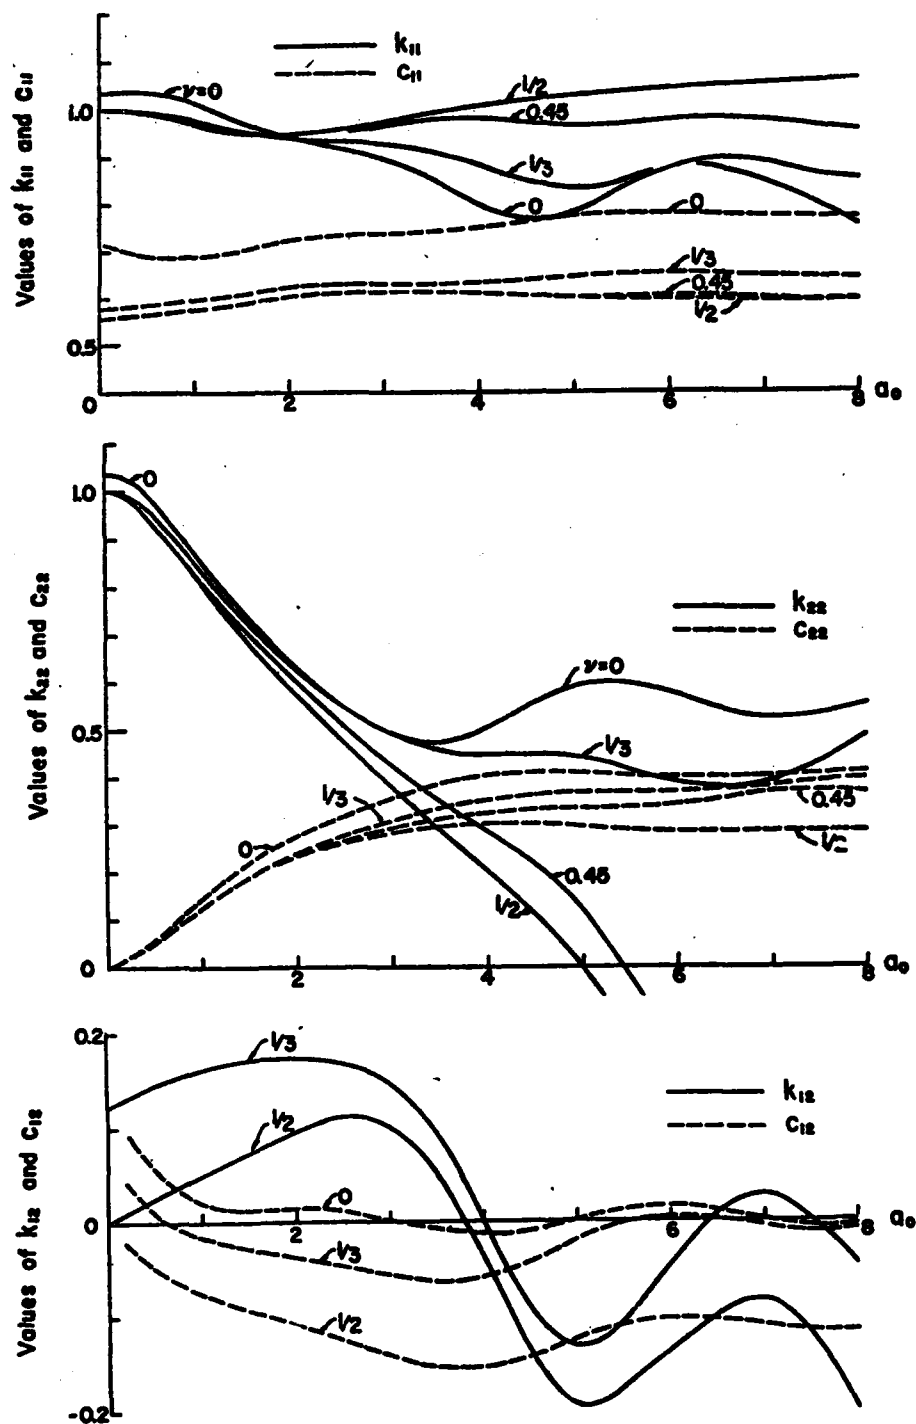 k₁₁
c₁₁
Values of k₁₁ and c₁₁
ν=0
1/2
0.45
1/3
0
0
1/3
0.45
1/2
1.0
0.5
0 2 4 6 8 a₀
0
1.0
k₂₂
c₂₂
Values of k₂₂ and c₂₂
ν=0
0.5
1/3
1/3
0.45
0
1/2
0.45
1/2
0 2 4 6 8 a₀
0.2
1/3
k₁₂
c₁₂
Values of k₁₂ and c₁₂
1/2
0
0 2 6 8 a₀
1/3
1/2
-0.2